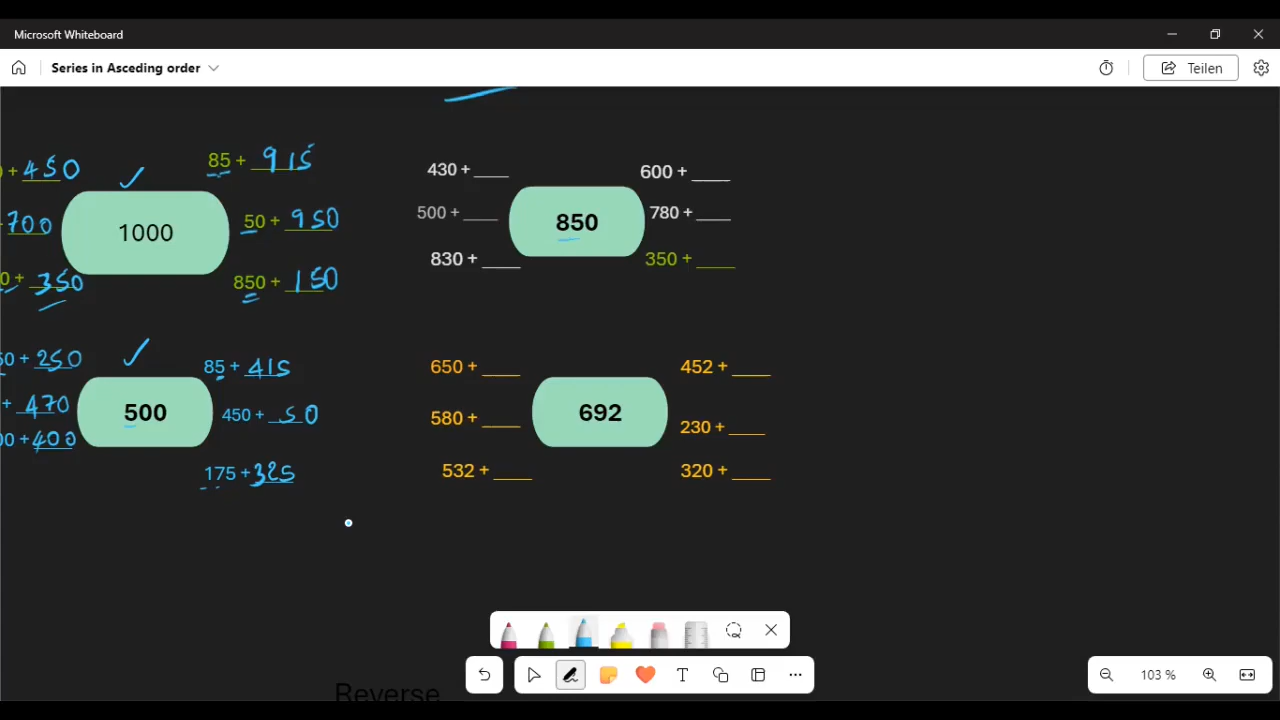 Microsoft Whiteboard
Series in Asceding order
Teilen
0 + 450
85 + 915
700
1000
50 + 950
0 + 350
850 + 150
430 + ____
600 + ____
500 + ____
850
780 + ____
830 + ____
350 + ____
50 + 250
85 + 415
+ 470
500
450 + 50
00 + 400
175 + 325
650 + ____
452 + ____
580 + ____
692
230 + ____
532 + ____
320 + ____
Reverse
103 %